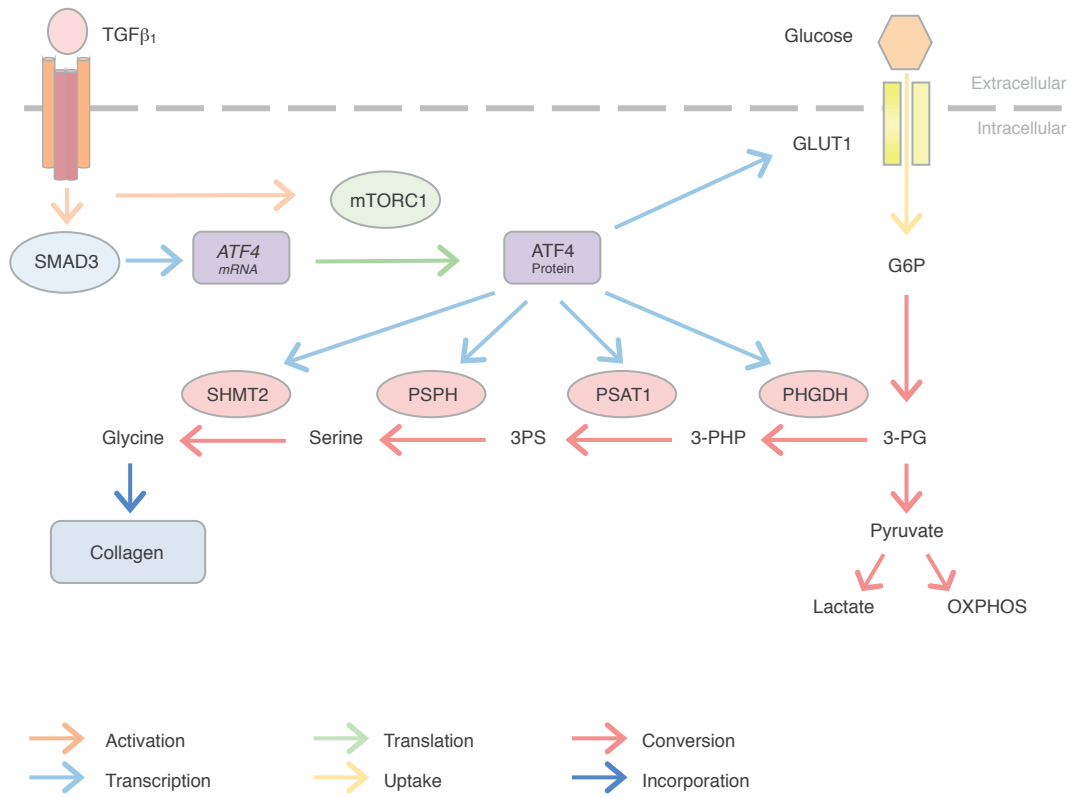 TGFβ1
Glucose
Extracellular
Intracellular
GLUT1
mTORC1
SMAD3
ATF4
mRNA
ATF4
Protein
G6P
SHMT2
PSPH
PSAT1
PHGDH
Glycine
Serine
3PS
3-PHP
3-PG
Collagen
Pyruvate
Lactate
OXPHOS
Activation
Translation
Conversion
Transcription
Uptake
Incorporation